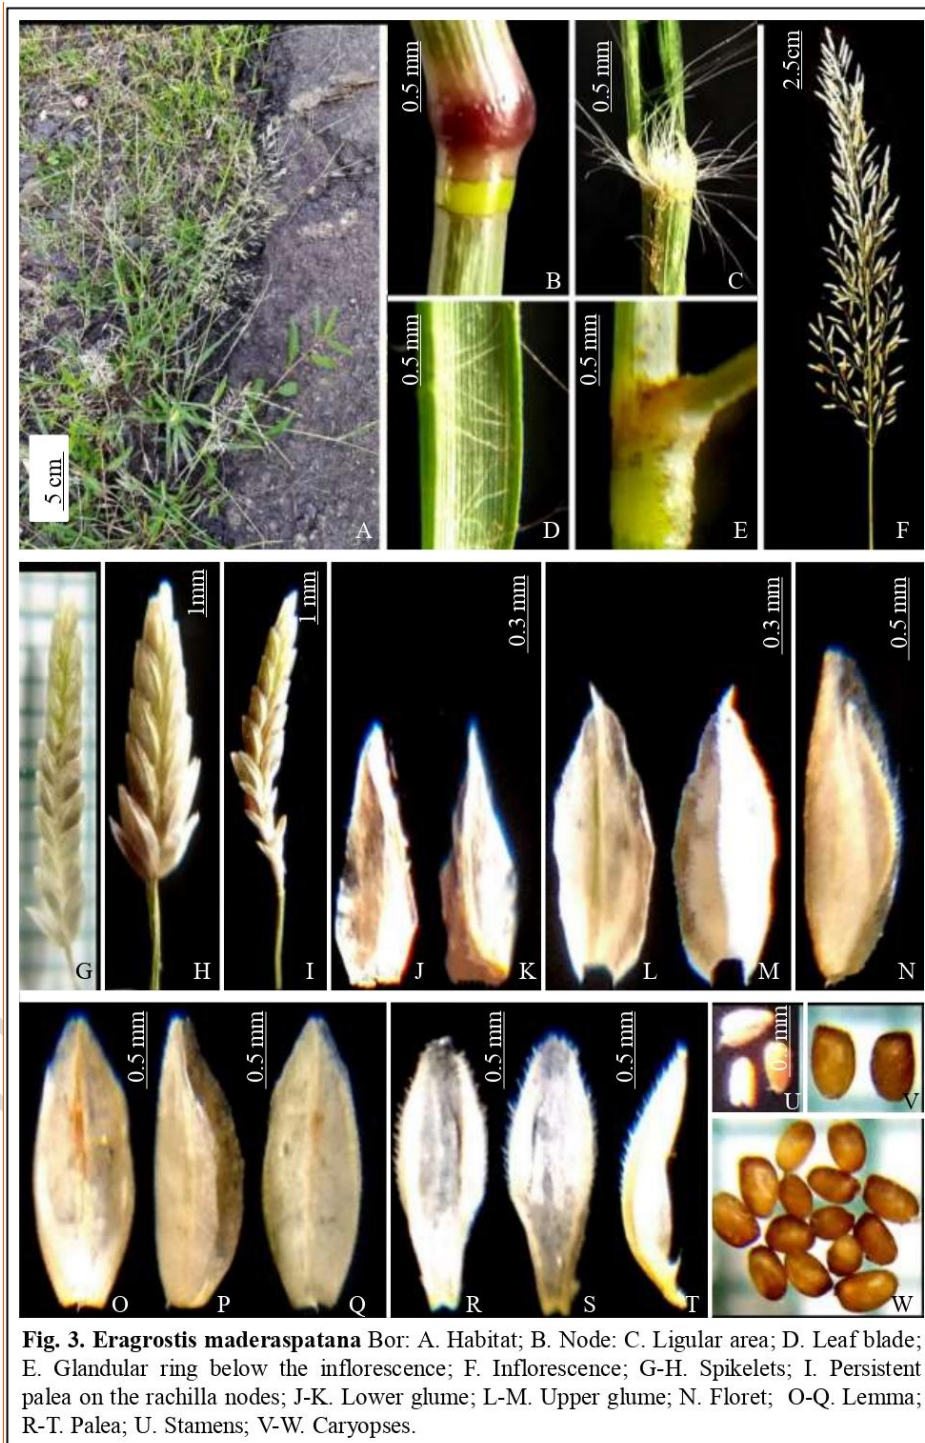 0.5 mm
0.5 mm
2.5cm
B
C
0.5 mm
0.5 mm
5 cm
A
D
E
F
1mm
1 mm
0.3 mm
0.3 mm
0.5 mm
G
H
I
J
K
L
M
N
0.5 mm
0.5 mm
0.5 mm
0.5 mm
U
V
O
P
Q
R
S
T
W
Fig. 3. Eragrostis maderaspatana Bor: A. Habitat; B. Node: C. Ligular area; D. Leaf blade;
E. Glandular ring below the inflorescence; F. Inflorescence; G-H. Spikelets; I. Persistent
palea on the rachilla nodes; J-K. Lower glume; L-M. Upper glume; N. Floret; O-Q. Lemma;
R-T. Palea; U. Stamens; V-W. Caryopses.